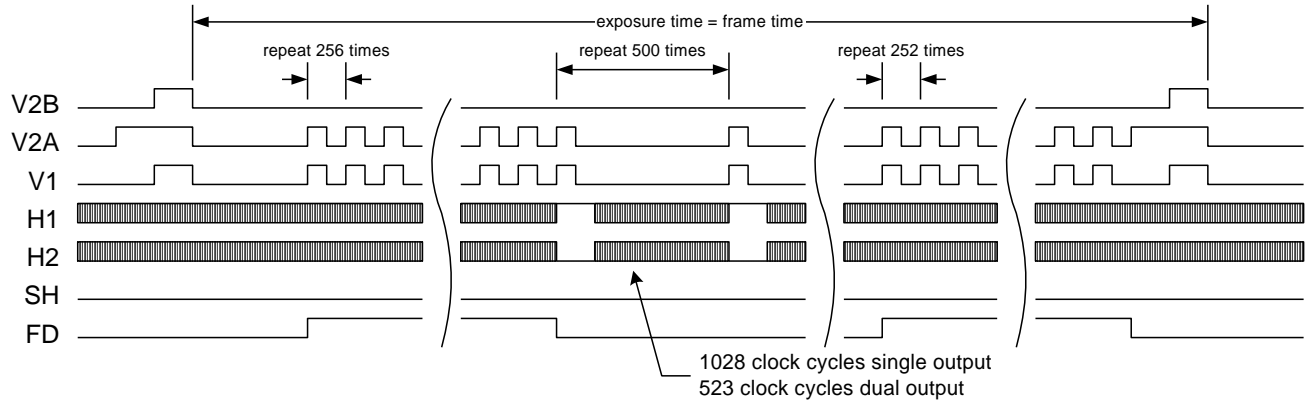 exposure time = frame time
repeat 256 times
repeat 500 times
repeat 252 times
V2B
V2A
V1
H1
H2
SH
FD
1028 clock cycles single output
523 clock cycles dual output